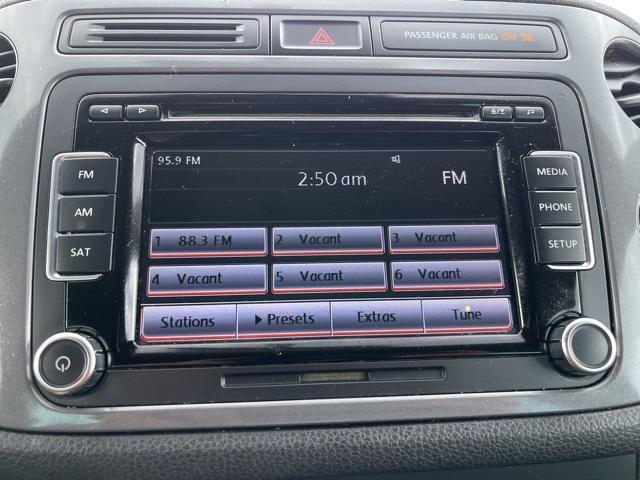 PASSENGER AIR BAG OFF
95.9 FM
2:50 am FM
FM
AM
SAT
MEDIA
PHONE
SETUP
1 88.3 FM 2 Vacant 3 Vacant
4 Vacant 5 Vacant 6 Vacant
Stations Presets Extras Tune